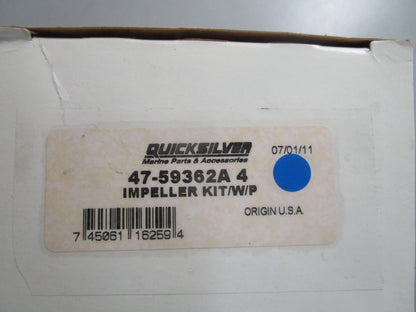 QUICKSILVER
Marine Parts & Accessories
07/01/11
47-59362A 4
IMPELLER KIT/W/P
ORIGIN U.S.A.
7 45061 16259 4